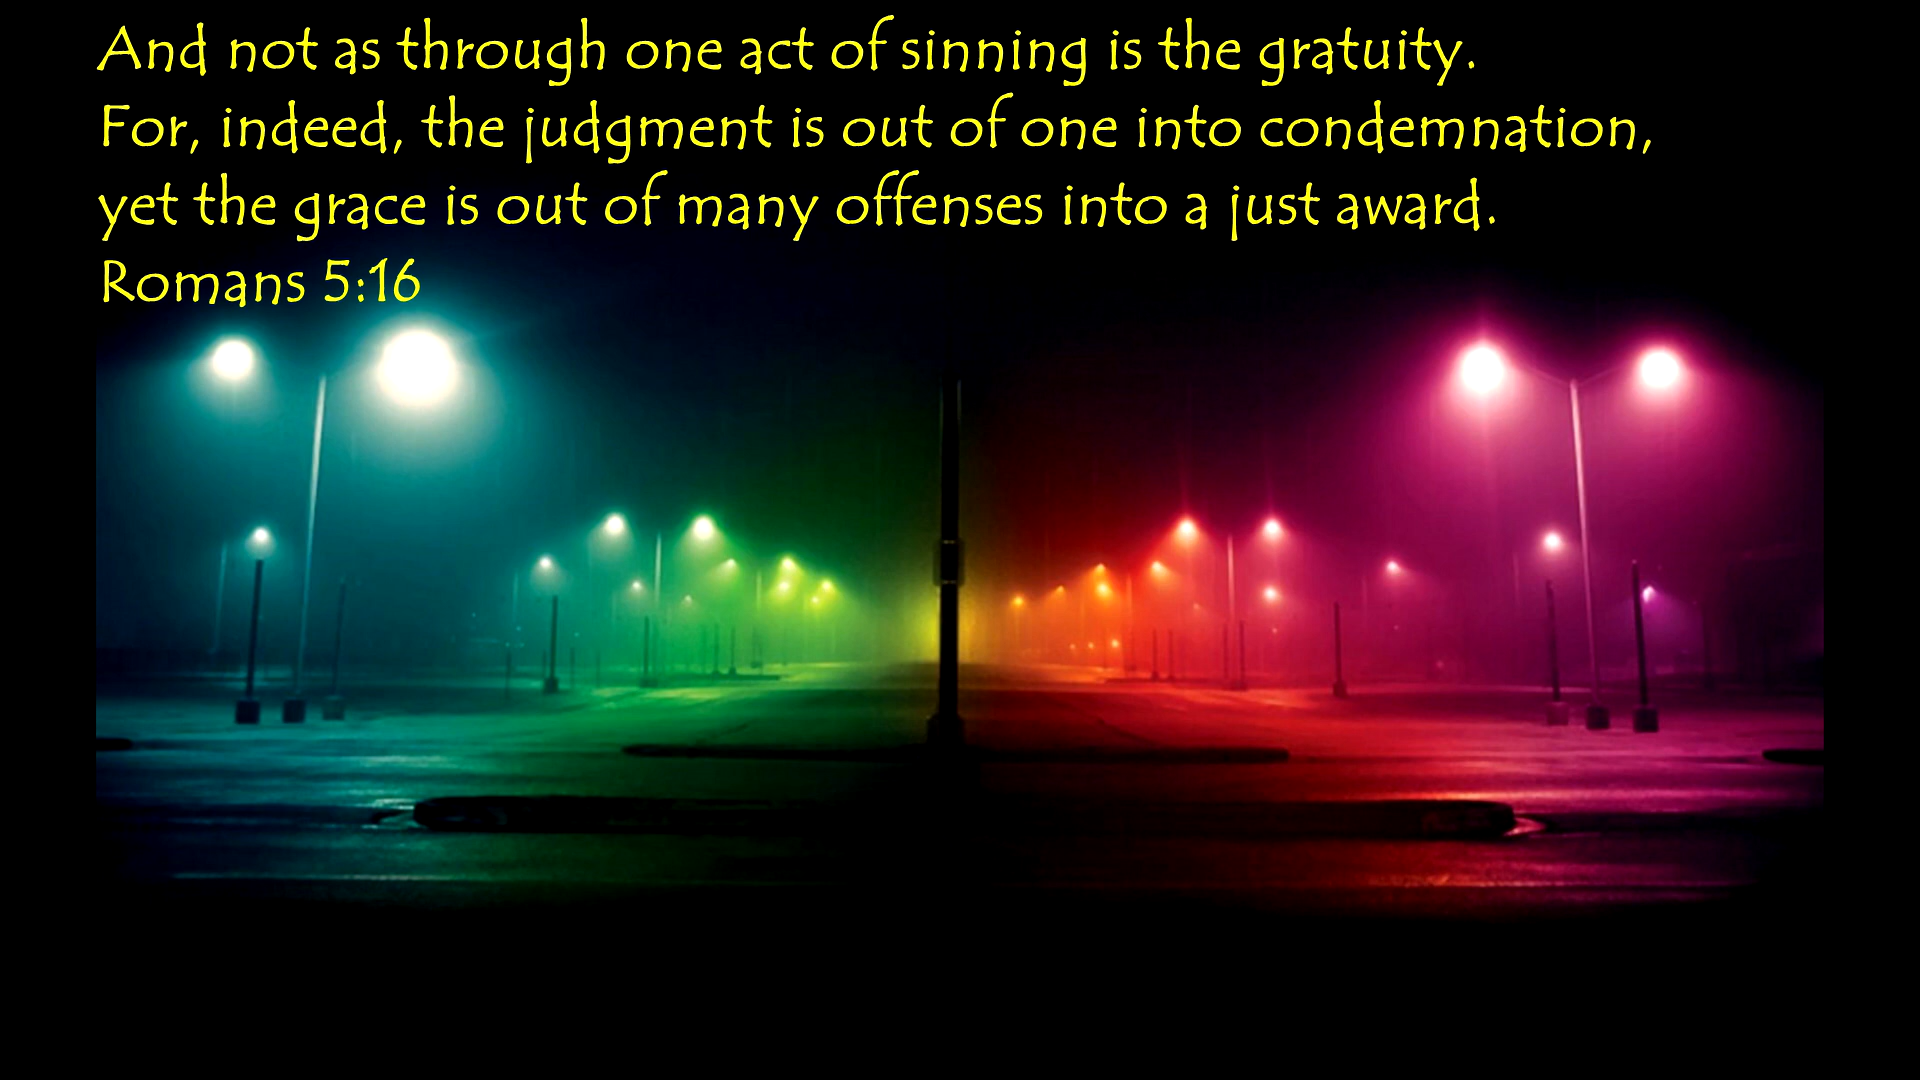 And not as through one act of sinning is the gratuity.
For, indeed, the judgment is out of one into condemnation,
yet the grace is out of many offenses into a just award.
Romans 5:16